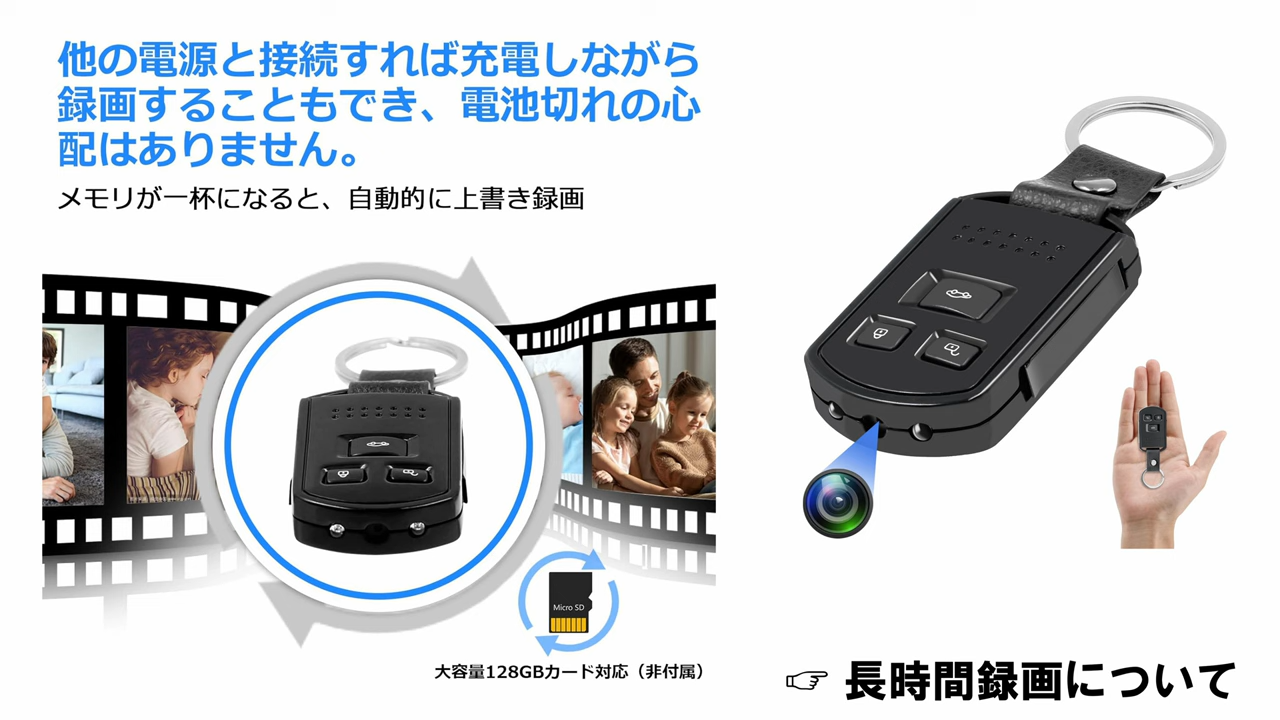 他の電源と接続すれば充電しながら
録画することもでき、電池切れの心
配はありません。
メモリが一杯になると、自動的に上書き録画
Micro SD
大容量128GBカード対応（非付属）
☞ 長時間録画について